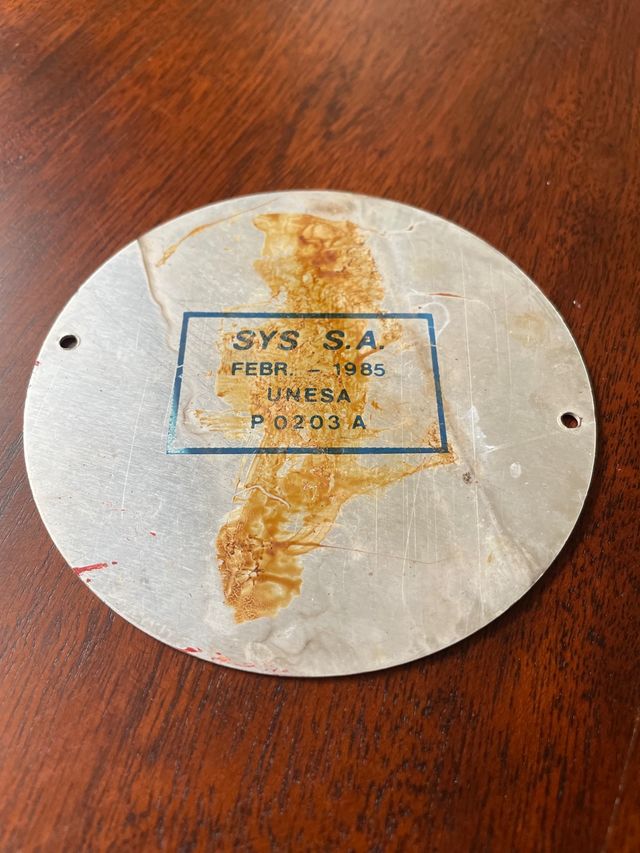 SYS S.A.
FEBR. - 1985
UNESA
P 0203 A